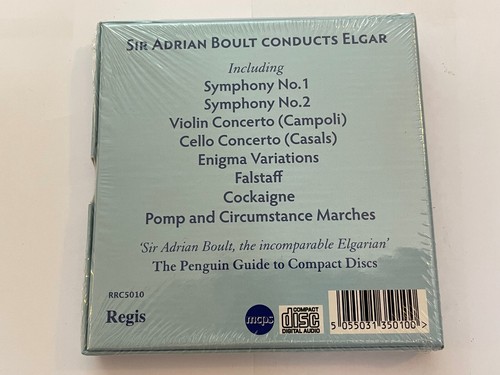 Sir Adrian Boult conducts Elgar
Including
Symphony No.1
Symphony No.2
Violin Concerto (Campoli)
Cello Concerto (Casals)
Enigma Variations
Falstaff
Cockaigne
Pomp and Circumstance Marches
‘Sir Adrian Boult, the incomparable Elgarian’
The Penguin Guide to Compact Discs
RRC5010
Regis
mcps
COMPACT
disc
DIGITAL AUDIO
5 055031 350100 >